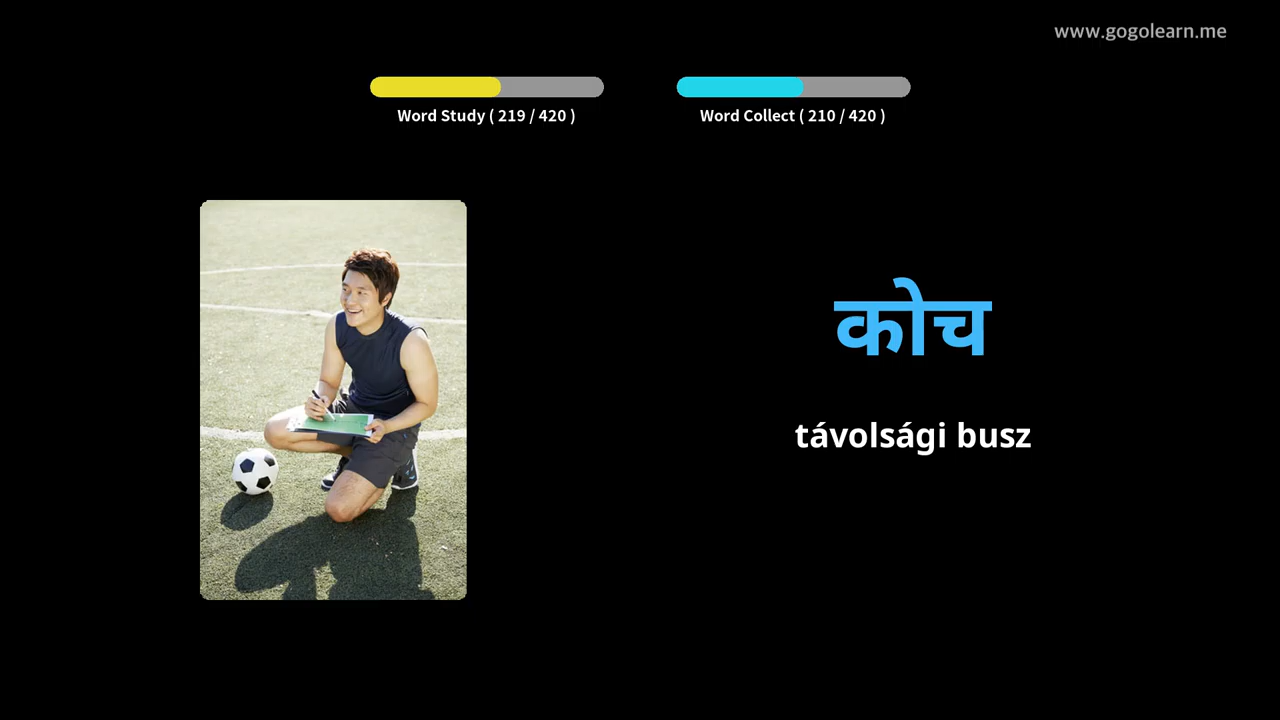 www.gogolearn.me
Word Study ( 219 / 420 )
Word Collect ( 210 / 420 )
कोच
távolsági busz